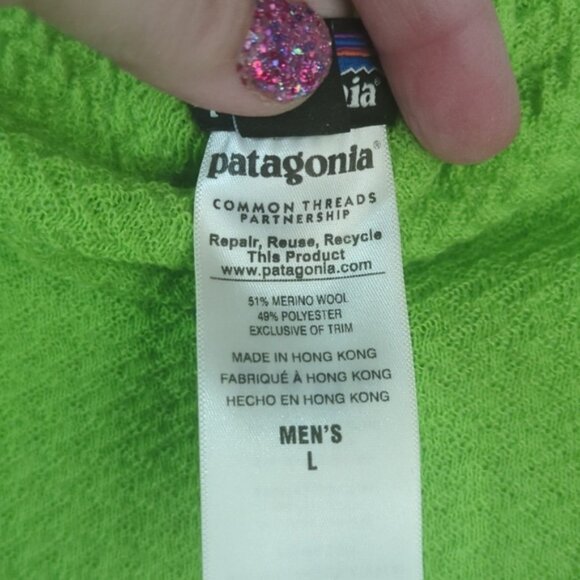 ia®
patagonia®
COMMON THREADS
PARTNERSHIP
Repair, Reuse, Recycle
This Product
www.patagonia.com
51% MERINO WOOL
49% POLYESTER
EXCLUSIVE OF TRIM
MADE IN HONG KONG
FABRIQUÉ À HONG KONG
HECHO EN HONG KONG
MEN'S
L